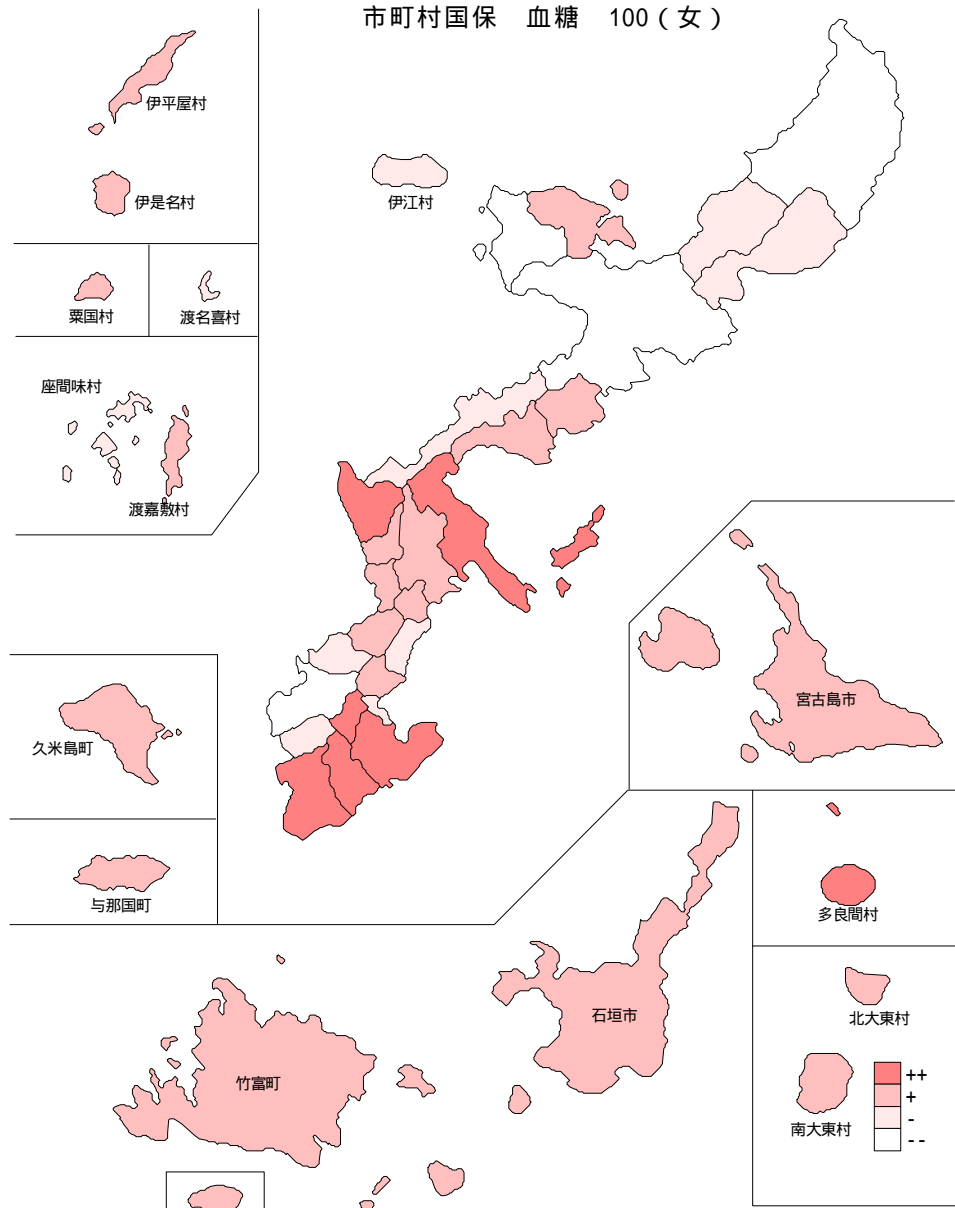 市町村国保　血糖　100（女）
伊平屋村
伊江村
伊是名村
粟国村
渡名喜村
座間味村
渡嘉敷村
宮古島市
久米島町
与那国町
多良間村
北大東村
石垣市
竹富町
南大東村
++
+
-
--